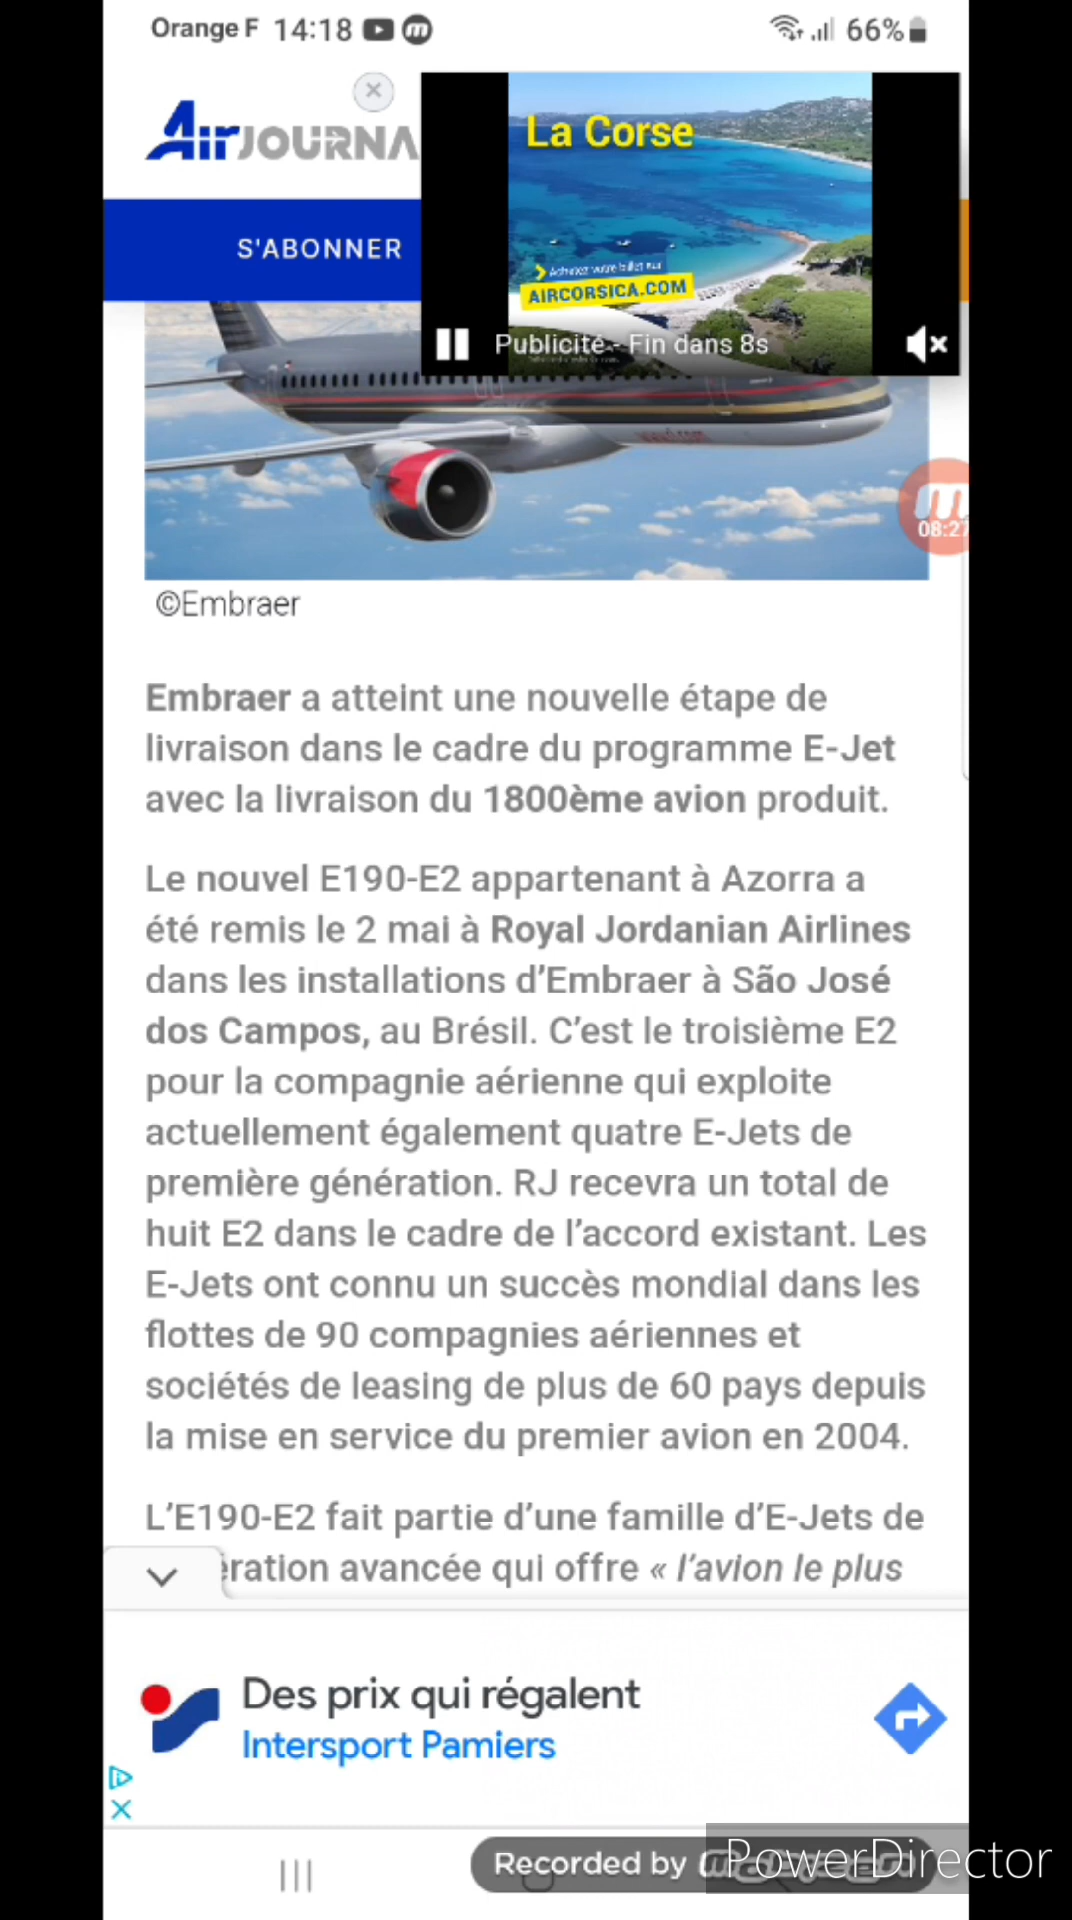 Orange F 14:18 66%
AirJOURNA
La Corse
Achetez votre billet sur
AIRCORSICA.COM
S'ABONNER
Publicité - Fin dans 8s
08:27
©Embraer
Embraer a atteint une nouvelle étape de
livraison dans le cadre du programme E-Jet
avec la livraison du 1800ème avion produit.
Le nouvel E190-E2 appartenant à Azorra a
été remis le 2 mai à Royal Jordanian Airlines
dans les installations d’Embraer à São José
dos Campos, au Brésil. C’est le troisième E2
pour la compagnie aérienne qui exploite
actuellement également quatre E-Jets de
première génération. RJ recevra un total de
huit E2 dans le cadre de l’accord existant. Les
E-Jets ont connu un succès mondial dans les
flottes de 90 compagnies aériennes et
sociétés de leasing de plus de 60 pays depuis
la mise en service du premier avion en 2004.
L’E190-E2 fait partie d’une famille d’E-Jets de
ération avancée qui offre « l’avion le plus
Des prix qui régalent
Intersport Pamiers
Recorded by
PowerDirector